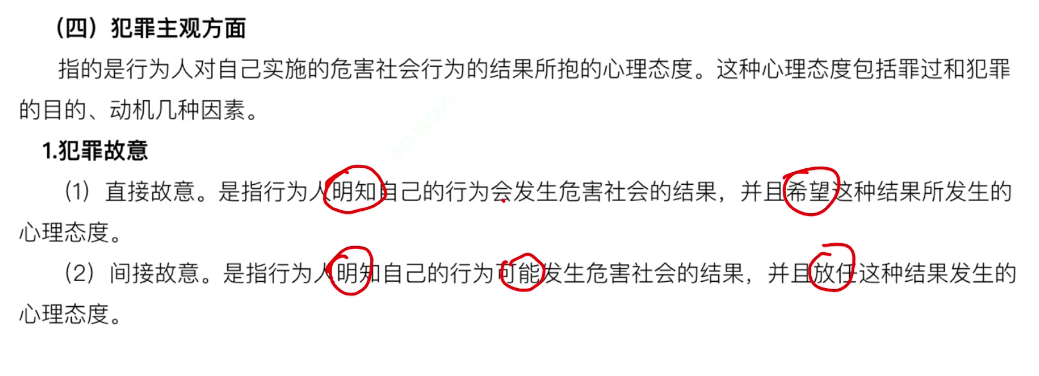 （四）犯罪主观方面
指的是行为人对自己实施的危害社会行为的结果所抱的心理态度。这种心理态度包括罪过和犯罪
的目的、动机几种因素。
1.犯罪故意
（1）直接故意。是指行为人明知自己的行为会发生危害社会的结果，并且希望这种结果所发生的
心理态度。
（2）间接故意。是指行为人明知自己的行为可能发生危害社会的结果，并且放任这种结果发生的
心理态度。